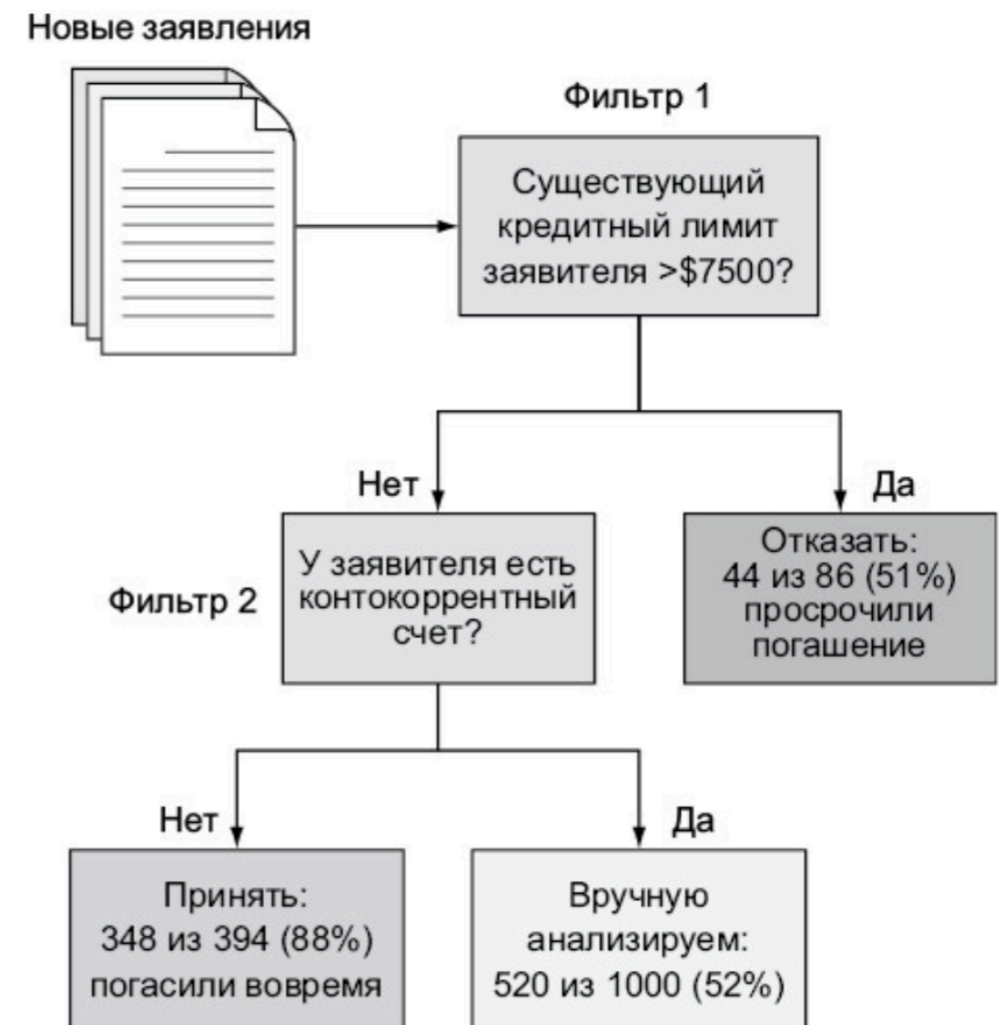 Новые заявления
Фильтр 1
Существующий
кредитный лимит
заявителя >$7500?
Нет
Да
Фильтр 2
У заявителя есть
контокоррентный
счет?
Отказать:
44 из 86 (51%)
просрочили
погашение
Нет
Да
Принять:
348 из 394 (88%)
погасили вовремя
Вручную
анализируем:
520 из 1000 (52%)